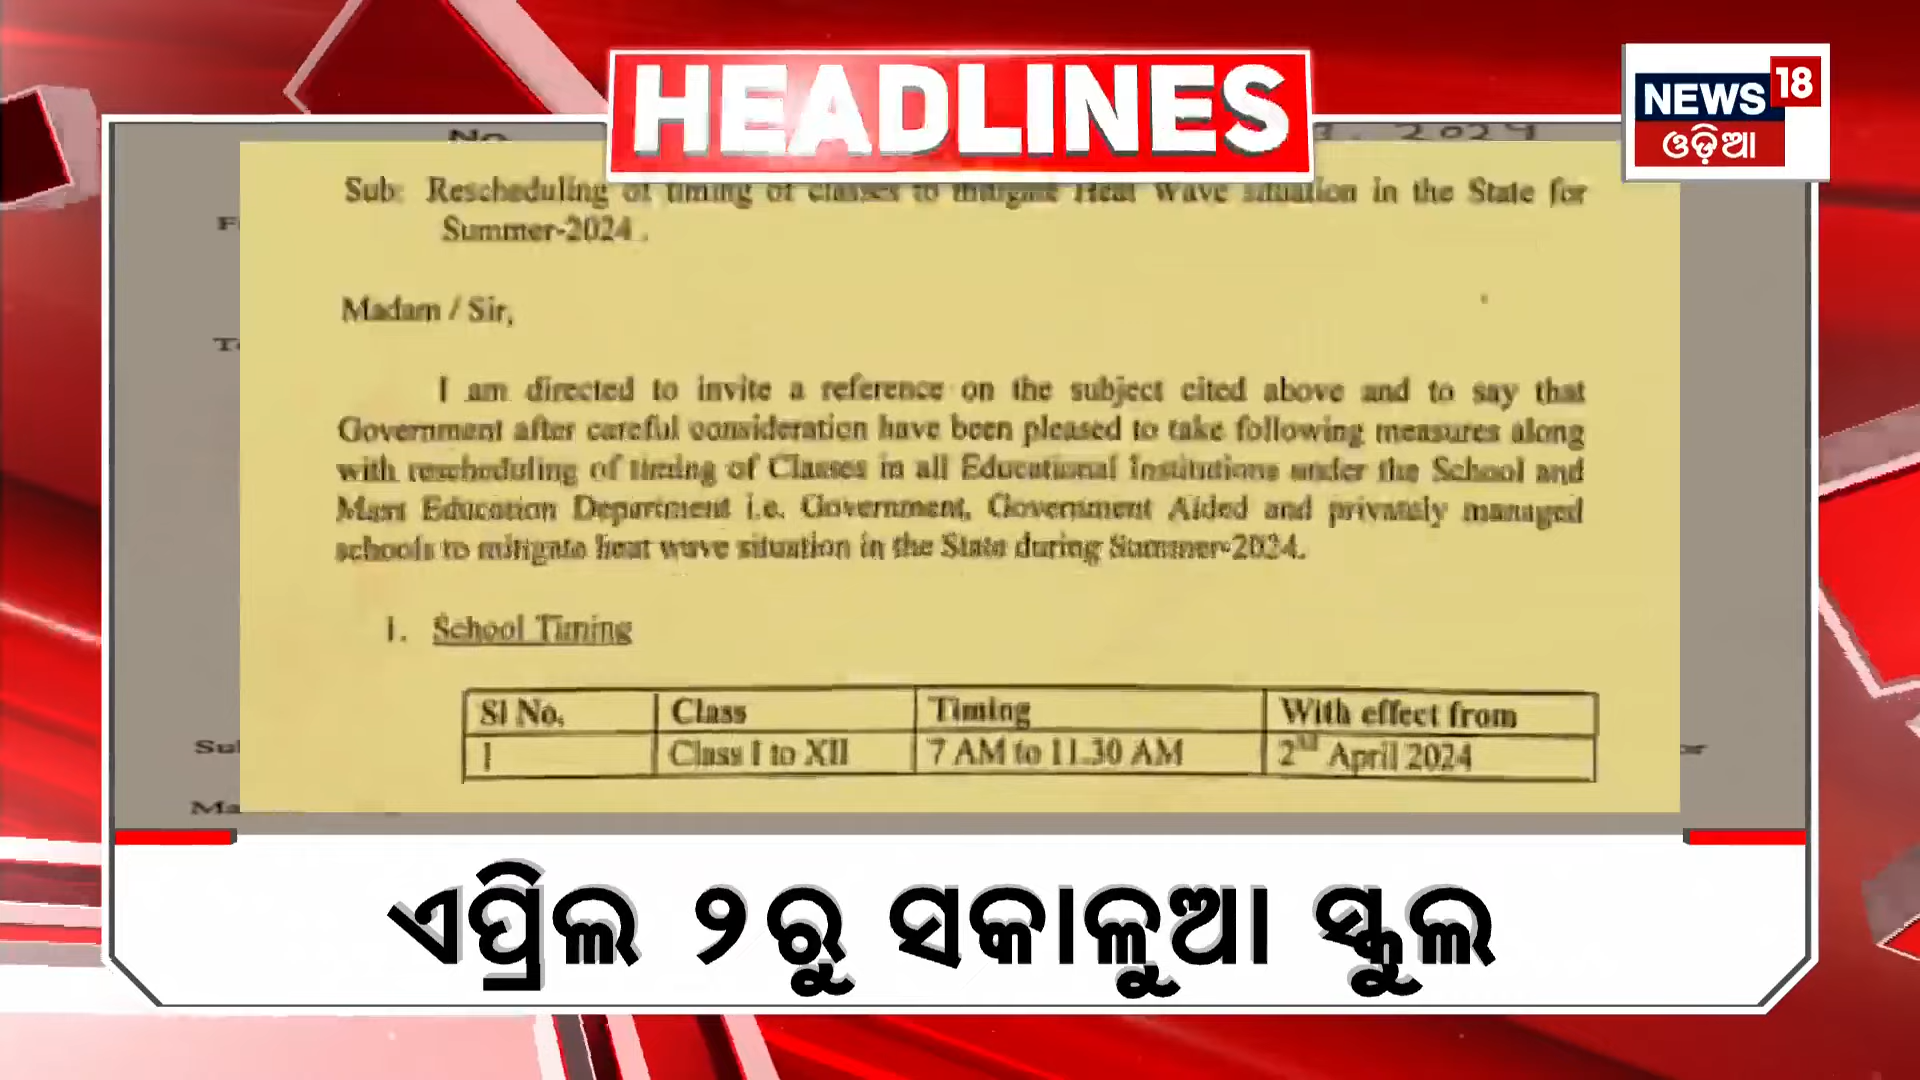 HEADLINES
NEWS 18
ଓଡ଼ିଆ
No. 2024
Sub: Rescheduling of timing of classes to mitigate Heat Wave situation in the State for
Summer-2024.
Madam / Sir,
I am directed to invite a reference on the subject cited above and to say that
Government after careful consideration have been pleased to take following measures along
with rescheduling of timing of Classes in all Educational Institutions under the School and
Mass Education Department i.e. Government, Government Aided and privately managed
schools to mitigate heat wave situation in the State during Summer-2024.
1. School Timing
Sl No. Class Timing With effect from
1 Class I to XII 7 AM to 11.30 AM 2nd April 2024
ଏପ୍ରିଲ ୨ରୁ ସକାଳୁଆ ସ୍କୁଲ